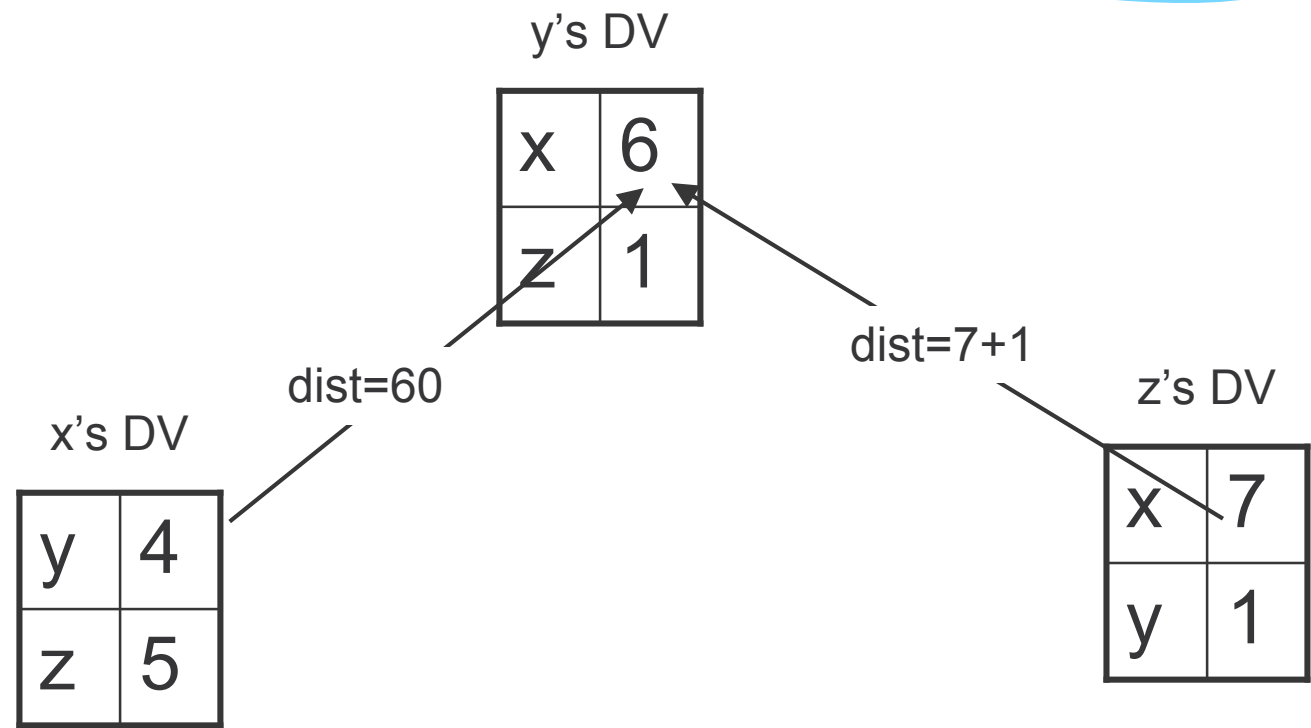 y’s DV
x 6
z 1
dist=7+1
dist=60
z’s DV
x’s DV
x 7
y 1
y 4
z 5